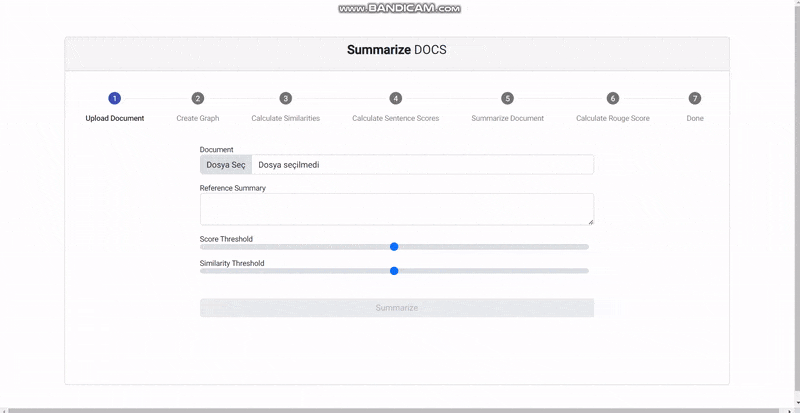 www.BANDICAM.com
Summarize DOCS
1 2 3 4 5 6 7
Upload Document Create Graph Calculate Similarities Calculate Sentence Scores Summarize Document Calculate Rouge Score Done
Document
Dosya Seç Dosya seçilmedi
Reference Summary
Score Threshold
Similarity Threshold
Summarize